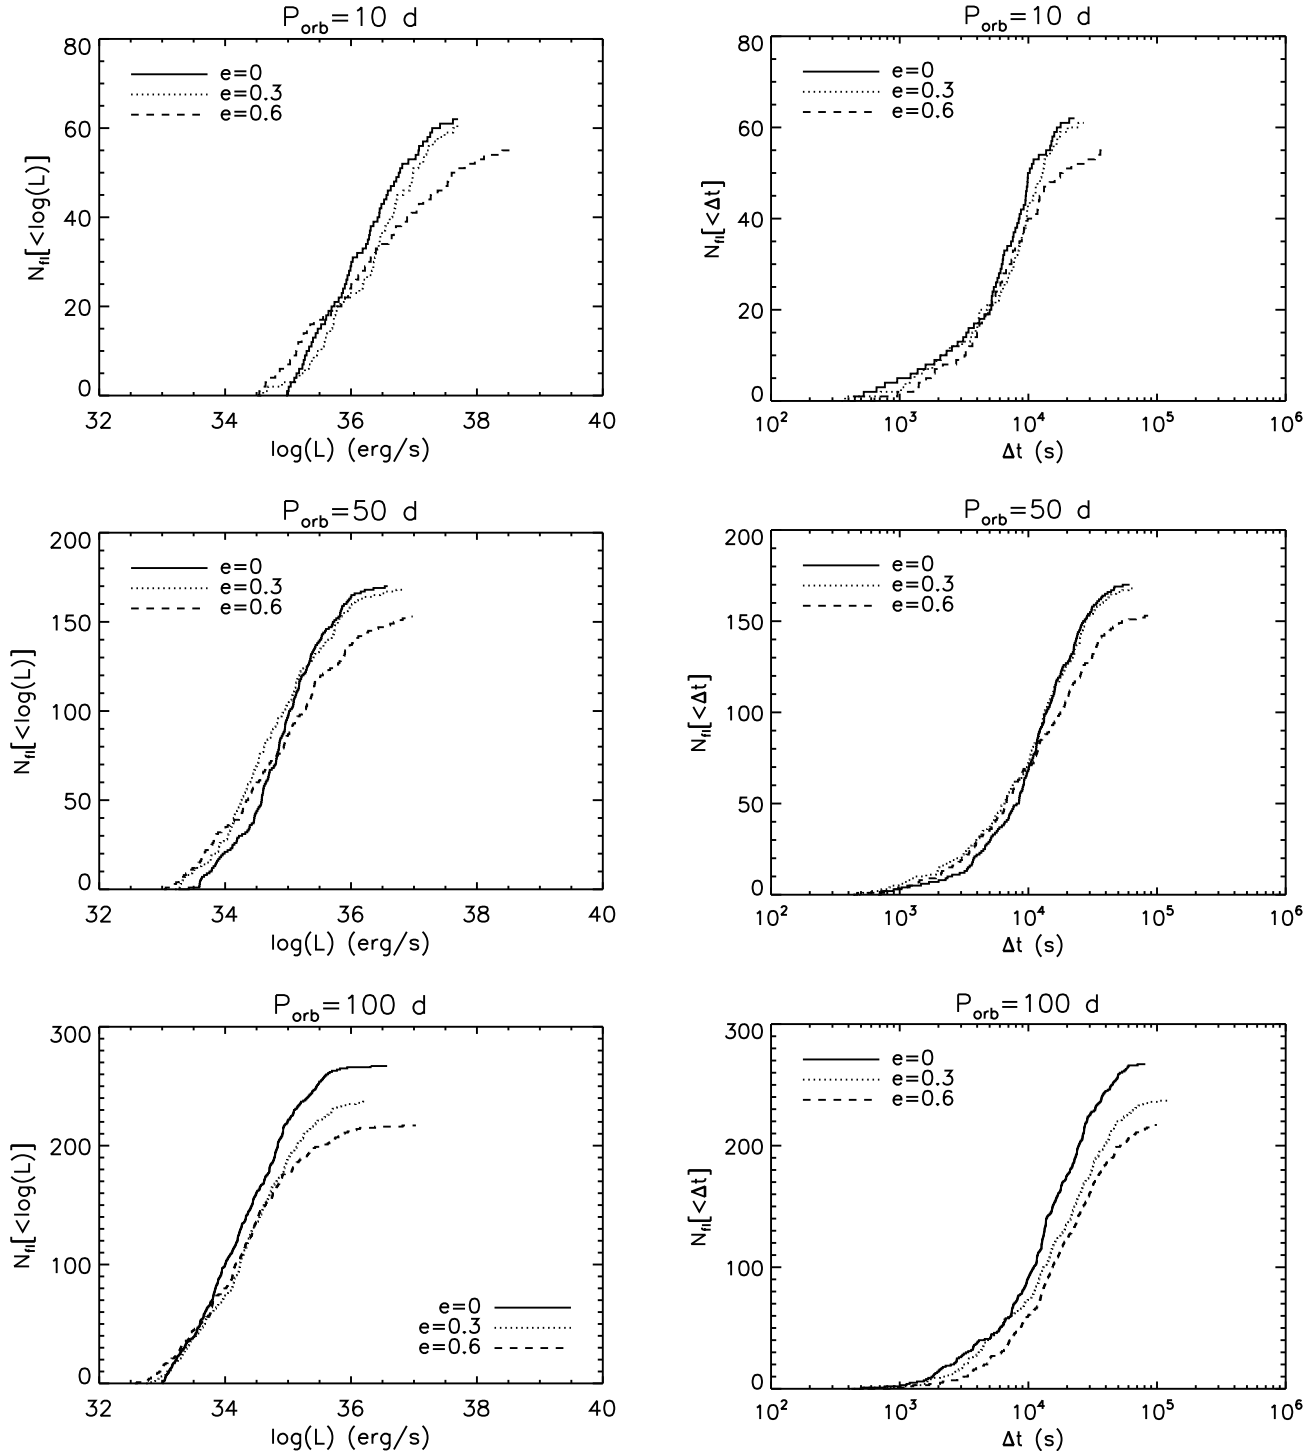 P_orb=10 d
80
60
40
20
0
N_fl[<log(L)]
e=0
e=0.3
e=0.6
32 34 36 38 40
log(L) (erg/s)
P_orb=10 d
80
60
40
20
0
N_fl[<Δt]
e=0
e=0.3
e=0.6
10^2 10^3 10^4 10^5 10^6
Δt (s)
P_orb=50 d
200
150
100
50
0
N_fl[<log(L)]
e=0
e=0.3
e=0.6
32 34 36 38 40
log(L) (erg/s)
P_orb=50 d
200
150
100
50
0
N_fl[<Δt]
e=0
e=0.3
e=0.6
10^2 10^3 10^4 10^5 10^6
Δt (s)
P_orb=100 d
300
200
100
0
N_fl[<log(L)]
e=0
e=0.3
e=0.6
32 34 36 38 40
log(L) (erg/s)
P_orb=100 d
300
200
100
0
N_fl[<Δt]
e=0
e=0.3
e=0.6
10^2 10^3 10^4 10^5 10^6
Δt (s)